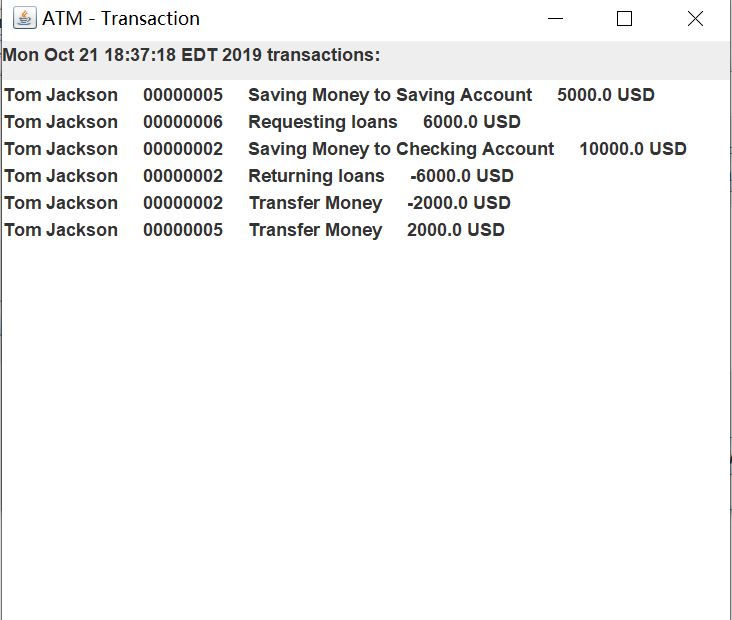 ATM - Transaction
Mon Oct 21 18:37:18 EDT 2019 transactions:
Tom Jackson 00000005 Saving Money to Saving Account 5000.0 USD
Tom Jackson 00000006 Requesting loans 6000.0 USD
Tom Jackson 00000002 Saving Money to Checking Account 10000.0 USD
Tom Jackson 00000002 Returning loans -6000.0 USD
Tom Jackson 00000002 Transfer Money -2000.0 USD
Tom Jackson 00000005 Transfer Money 2000.0 USD